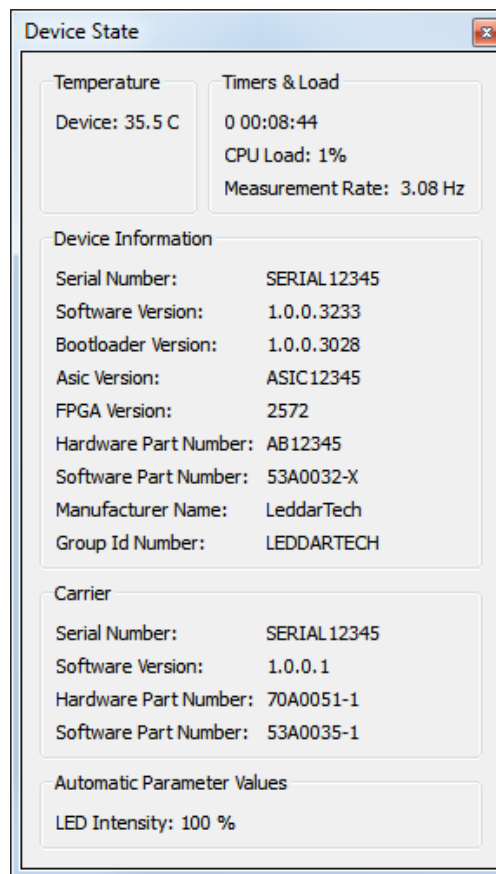 Device State
Temperature
Device: 35.5 C
Timers & Load
0 00:08:44
CPU Load: 1%
Measurement Rate: 3.08 Hz
Device Information
Serial Number: SERIAL12345
Software Version: 1.0.0.3233
Bootloader Version: 1.0.0.3028
Asic Version: ASIC12345
FPGA Version: 2572
Hardware Part Number: AB12345
Software Part Number: 53A0032-X
Manufacturer Name: LeddarTech
Group Id Number: LEDDARTECH
Carrier
Serial Number: SERIAL12345
Software Version: 1.0.0.1
Hardware Part Number: 70A0051-1
Software Part Number: 53A0035-1
Automatic Parameter Values
LED Intensity: 100 %